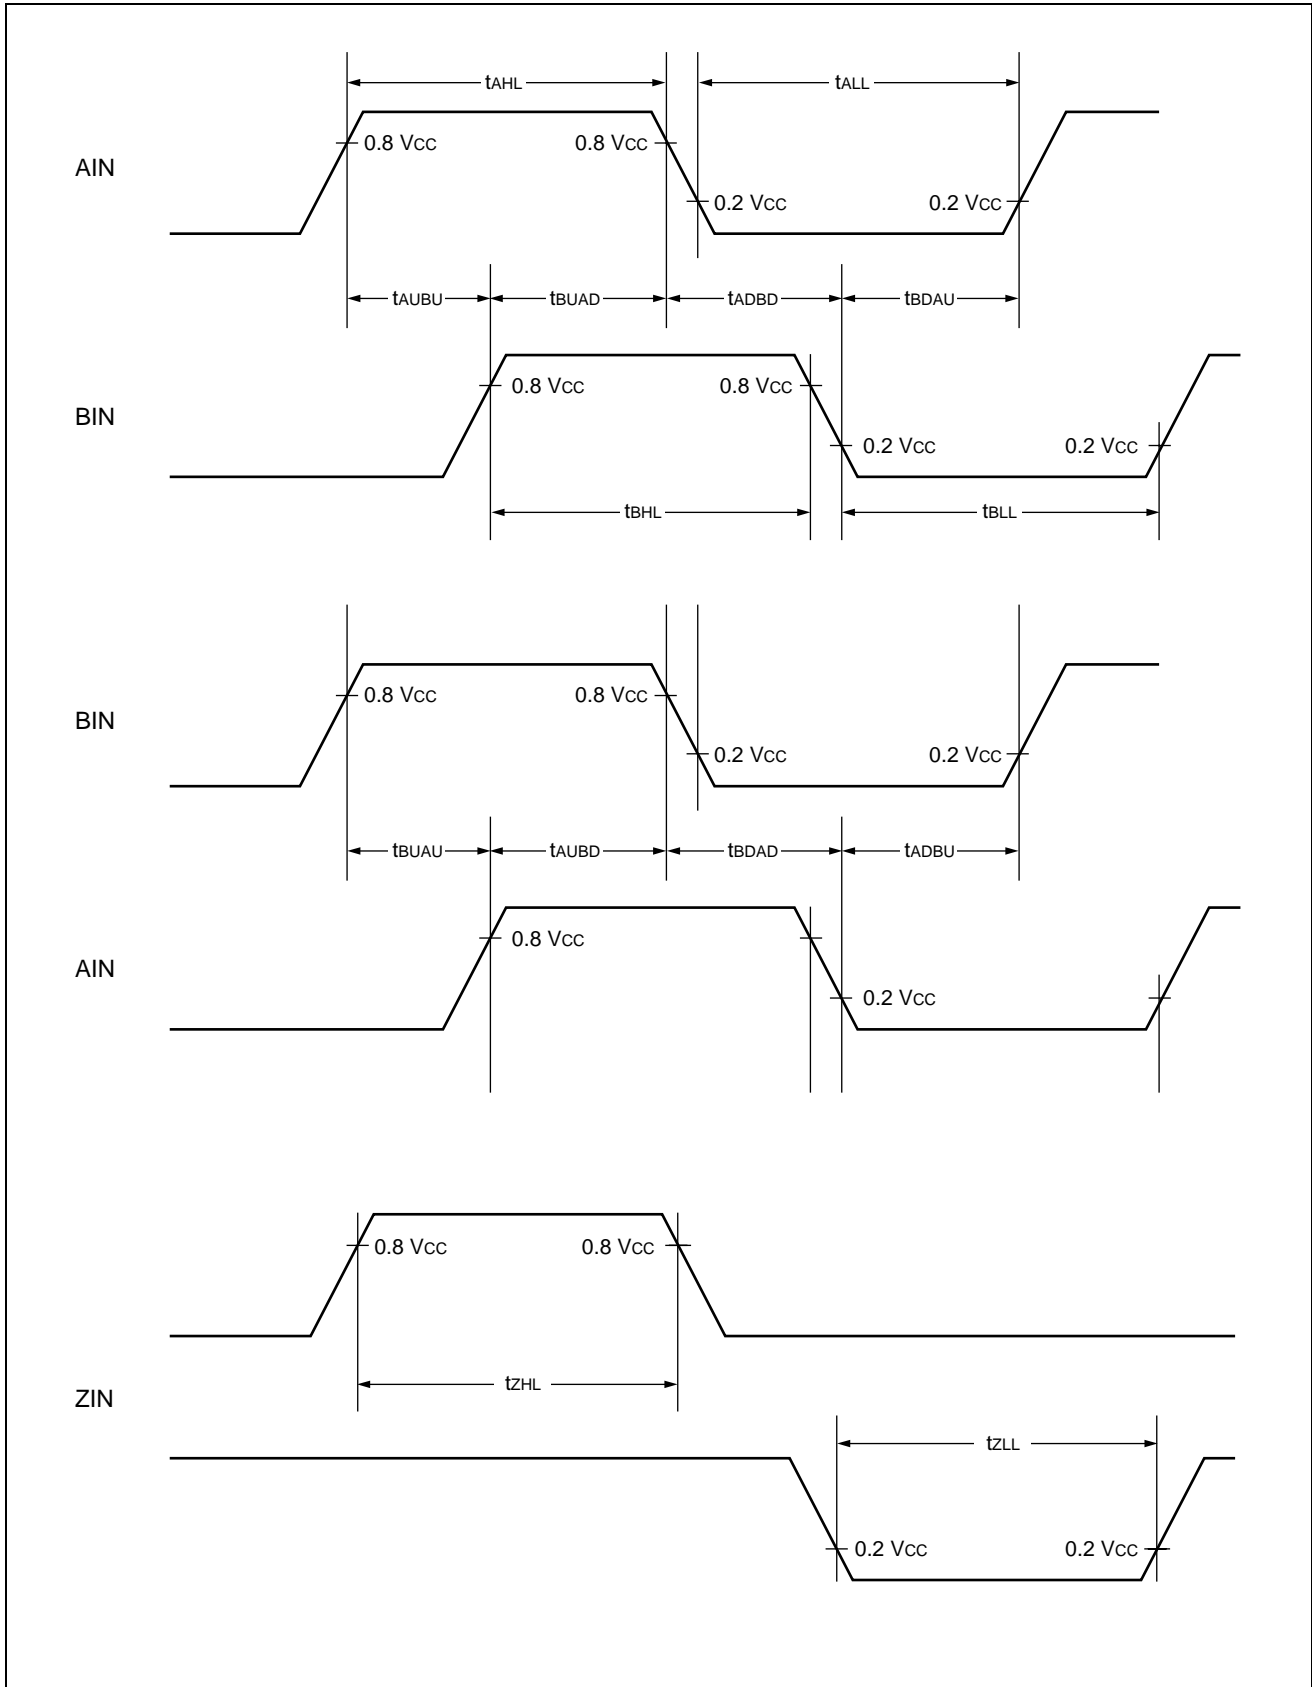 tAHL tALL
0.8 VCC 0.8 VCC
AIN
0.2 VCC 0.2 VCC
tAUBU tBUAD tADBD tBDAU
0.8 VCC 0.8 VCC
BIN
0.2 VCC 0.2 VCC
tBHL tBLL
0.8 VCC 0.8 VCC
BIN
0.2 VCC 0.2 VCC
tBUAU tAUBD tBDAD tADBU
0.8 VCC
AIN
0.2 VCC
0.8 VCC 0.8 VCC
tZHL
ZIN
tZLL
0.2 VCC 0.2 VCC